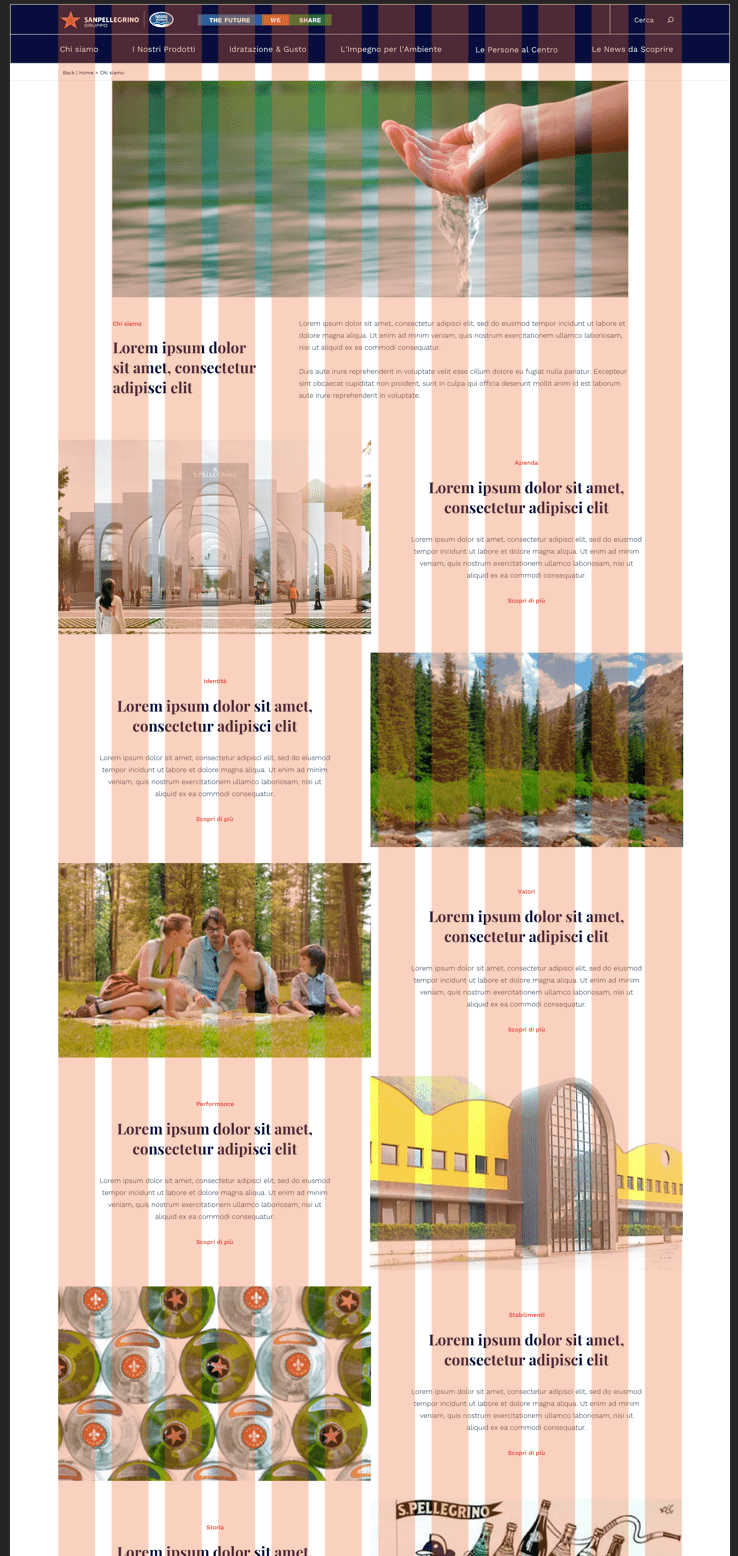 SANPELLEGRINO
GRUPPO
THE FUTURE WE SHARE
Cerca
Chi siamo
I Nostri Prodotti
Idratazione & Gusto
L'Impegno per l'Ambiente
Le Persone al Centro
Le News da Scoprire
Back | Home > Chi siamo
Chi siamo
Lorem ipsum dolor
sit amet, consectetur
adipisci elit
Lorem ipsum dolor sit amet, consectetur adipisci elit, sed do eiusmod tempor incidunt ut labore et
dolore magna aliqua. Ut enim ad minim veniam, quis nostrum exercitationem ullamco laboriosam,
nisi ut aliquid ex ea commodi consequatur.
Duis aute irure reprehenderit in voluptate velit esse cillum dolore eu fugiat nulla pariatur. Excepteur
sint obcaecat cupiditat non proident, sunt in culpa qui officia deserunt mollit anim id est laborum
aute irure reprehenderit in voluptate.
S.PELLEGRINO
Azienda
Lorem ipsum dolor sit amet,
consectetur adipisci elit
Lorem ipsum dolor sit amet, consectetur adipisci elit, sed do eiusmod
tempor incidunt ut labore et dolore magna aliqua. Ut enim ad minim
veniam, quis nostrum exercitationem ullamco laboriosam, nisi ut
aliquid ex ea commodi consequatur.
Scopri di più
Identità
Lorem ipsum dolor sit amet,
consectetur adipisci elit
Lorem ipsum dolor sit amet, consectetur adipisci elit, sed do eiusmod
tempor incidunt ut labore et dolore magna aliqua. Ut enim ad minim
veniam, quis nostrum exercitationem ullamco laboriosam, nisi ut
aliquid ex ea commodi consequatur.
Scopri di più
Valori
Lorem ipsum dolor sit amet,
consectetur adipisci elit
Lorem ipsum dolor sit amet, consectetur adipisci elit, sed do eiusmod
tempor incidunt ut labore et dolore magna aliqua. Ut enim ad minim
veniam, quis nostrum exercitationem ullamco laboriosam, nisi ut
aliquid ex ea commodi consequatur.
Scopri di più
Performance
Lorem ipsum dolor sit amet,
consectetur adipisci elit
Lorem ipsum dolor sit amet, consectetur adipisci elit, sed do eiusmod
tempor incidunt ut labore et dolore magna aliqua. Ut enim ad minim
veniam, quis nostrum exercitationem ullamco laboriosam, nisi ut
aliquid ex ea commodi consequatur.
Scopri di più
Stabilimenti
Lorem ipsum dolor sit amet,
consectetur adipisci elit
Lorem ipsum dolor sit amet, consectetur adipisci elit, sed do eiusmod
tempor incidunt ut labore et dolore magna aliqua. Ut enim ad minim
veniam, quis nostrum exercitationem ullamco laboriosam, nisi ut
aliquid ex ea commodi consequatur.
Scopri di più
Storia
Lorem ipsum dolor sit amet,
S.PELLEGRINO